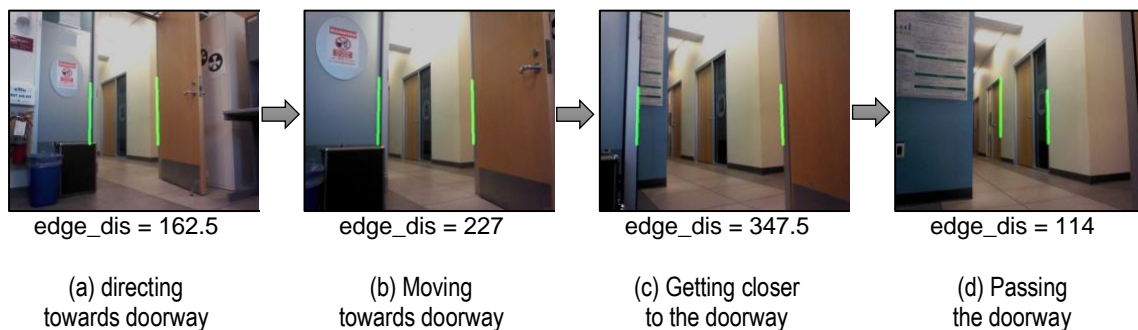 edge_dis = 162.5
edge_dis = 227
edge_dis = 347.5
edge_dis = 114
(a) directing
towards doorway
(b) Moving
towards doorway
(c) Getting closer
to the doorway
(d) Passing
the doorway